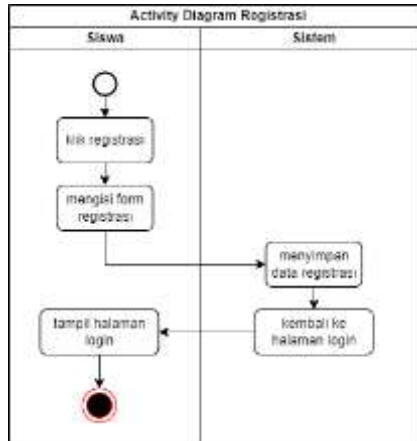 Activity Diagram Registrasi
Siswa
Sistem
klik registrasi
mengisi form
registrasi
menyimpan
data registrasi
tampil halaman
login
kembali ke
halaman login